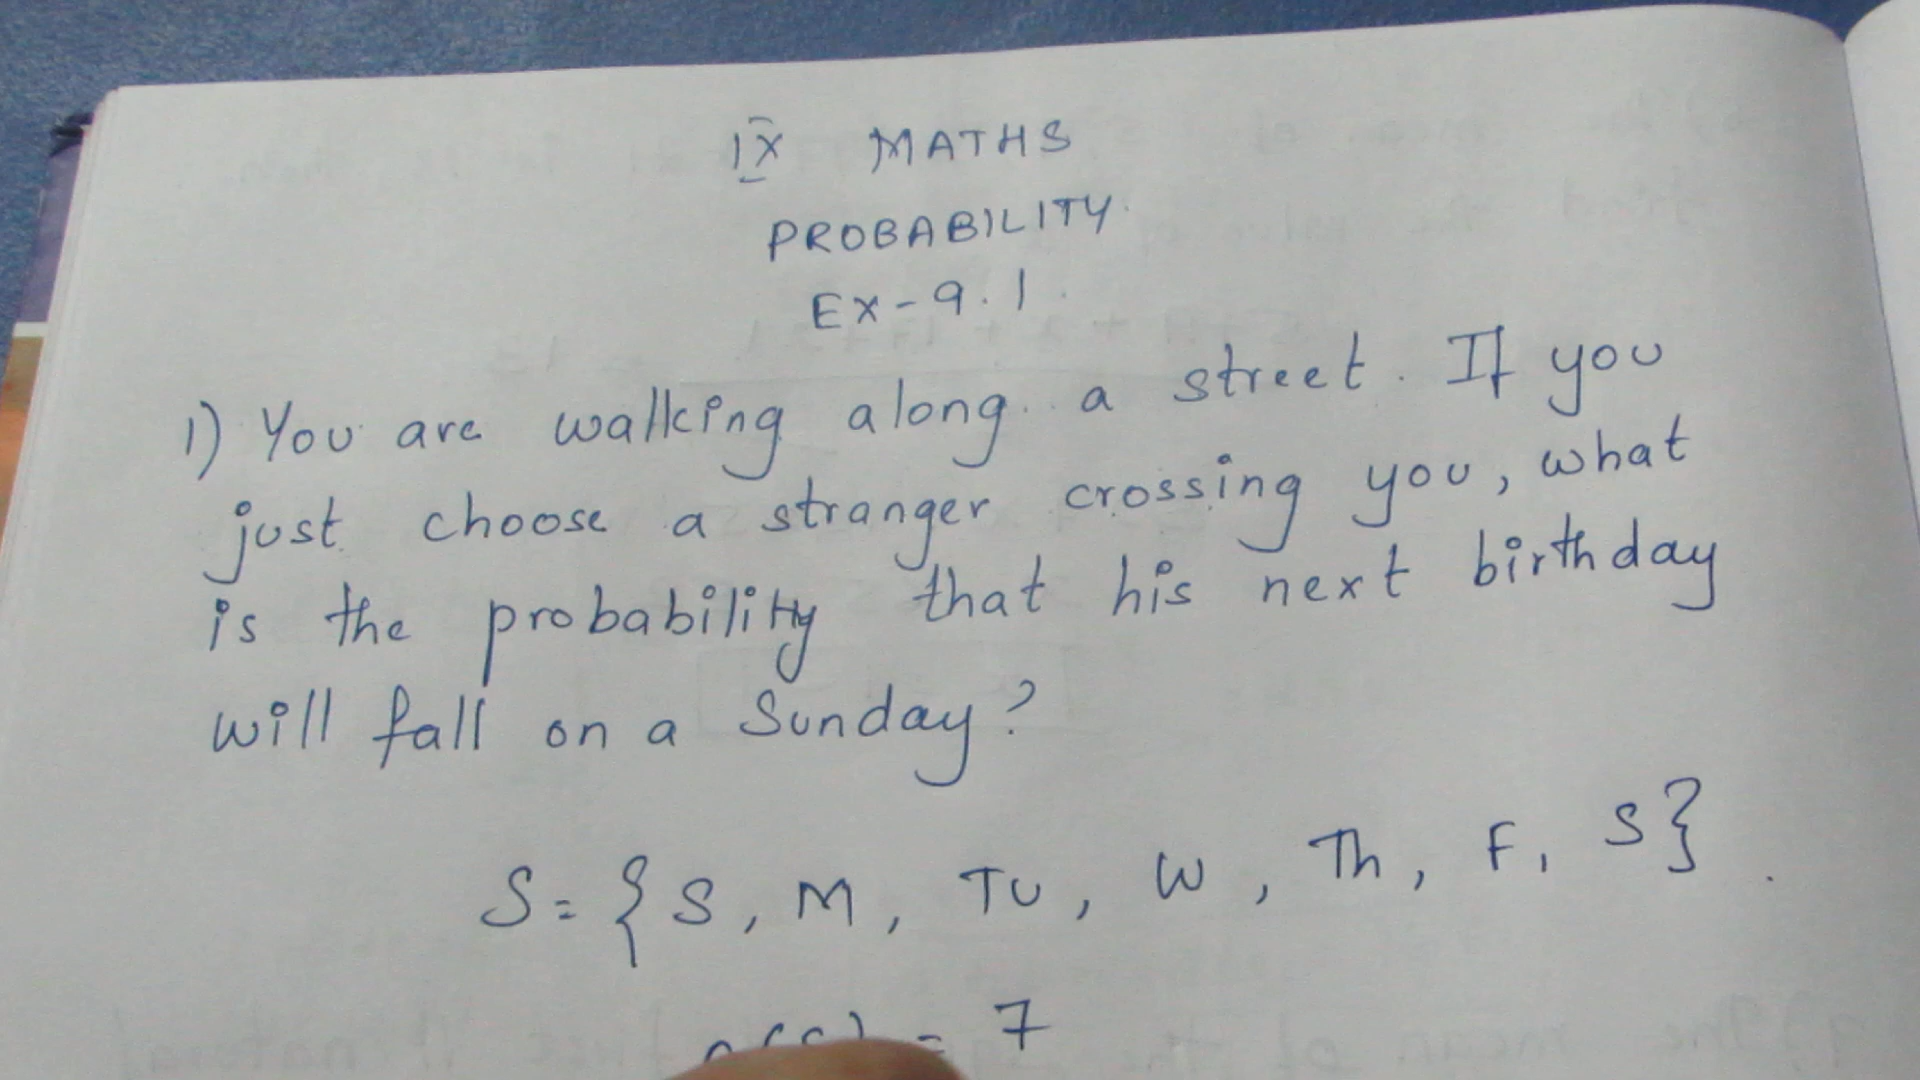 IX MATHS
PROBABILITY.
EX-9.1.
1) You are walking along a street. If you
just choose a stranger crossing you, what
is the probability that his next birthday
will fall on a Sunday?
S = {S, M, TU, W, Th, F, S}.
= 7